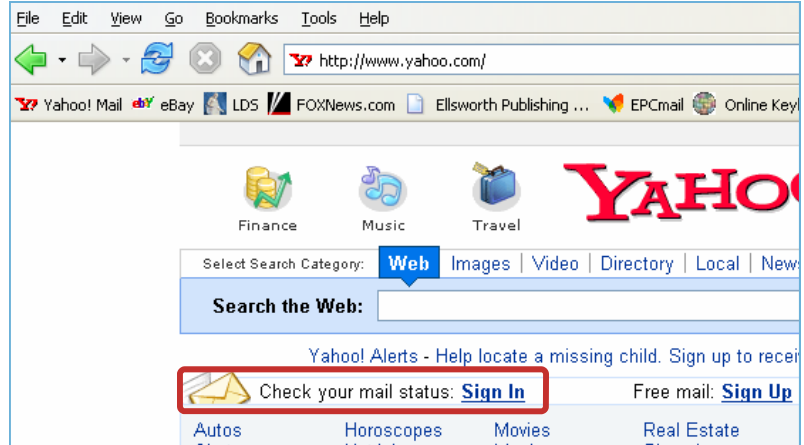 File Edit View Go Bookmarks Tools Help
http://www.yahoo.com/
Yahoo! Mail eBay LDS FOXNews.com Ellsworth Publishing ... EPCmail Online Keyl
YAHOO
Finance Music Travel
Select Search Category: Web Images | Video | Directory | Local | News
Search the Web:
Yahoo! Alerts - Help locate a missing child. Sign up to recei
Check your mail status: Sign In Free mail: Sign Up
Autos Horoscopes Movies Real Estate